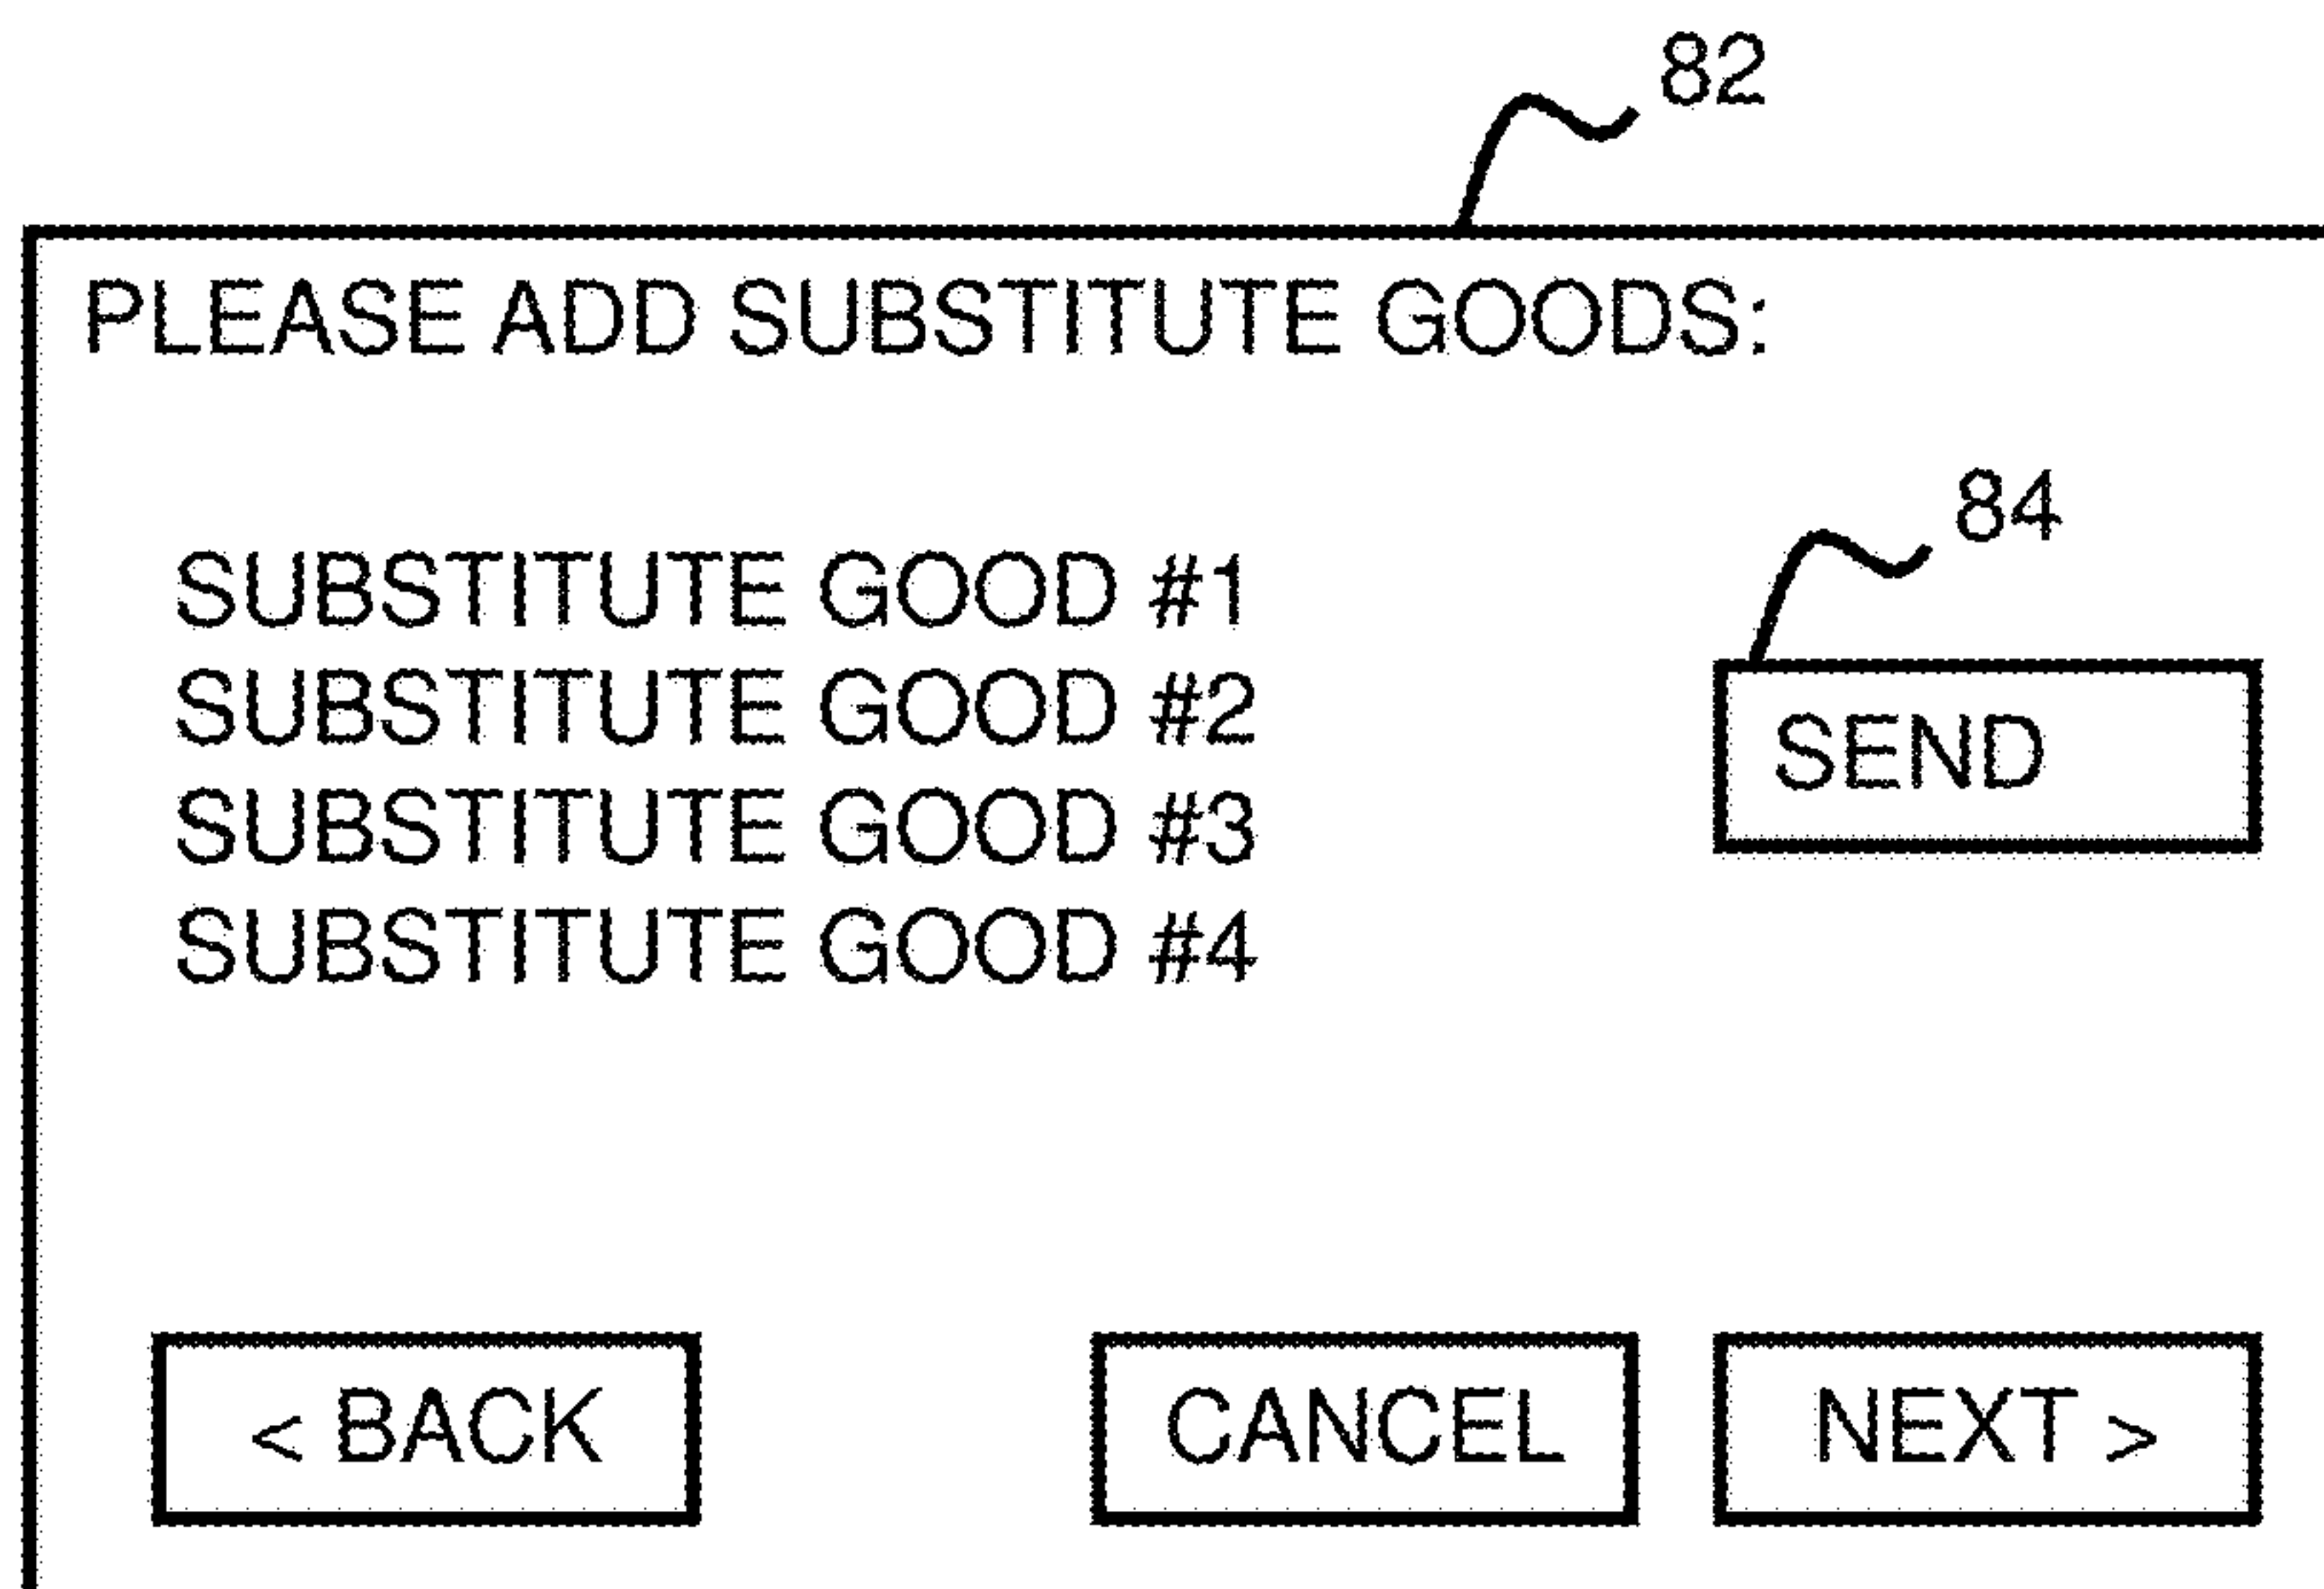 82
PLEASE ADD SUBSTITUTE GOODS:
84
SUBSTITUTE GOOD #1
SUBSTITUTE GOOD #2
SEND
SUBSTITUTE GOOD #3
SUBSTITUTE GOOD #4
< BACK
CANCEL
NEXT >